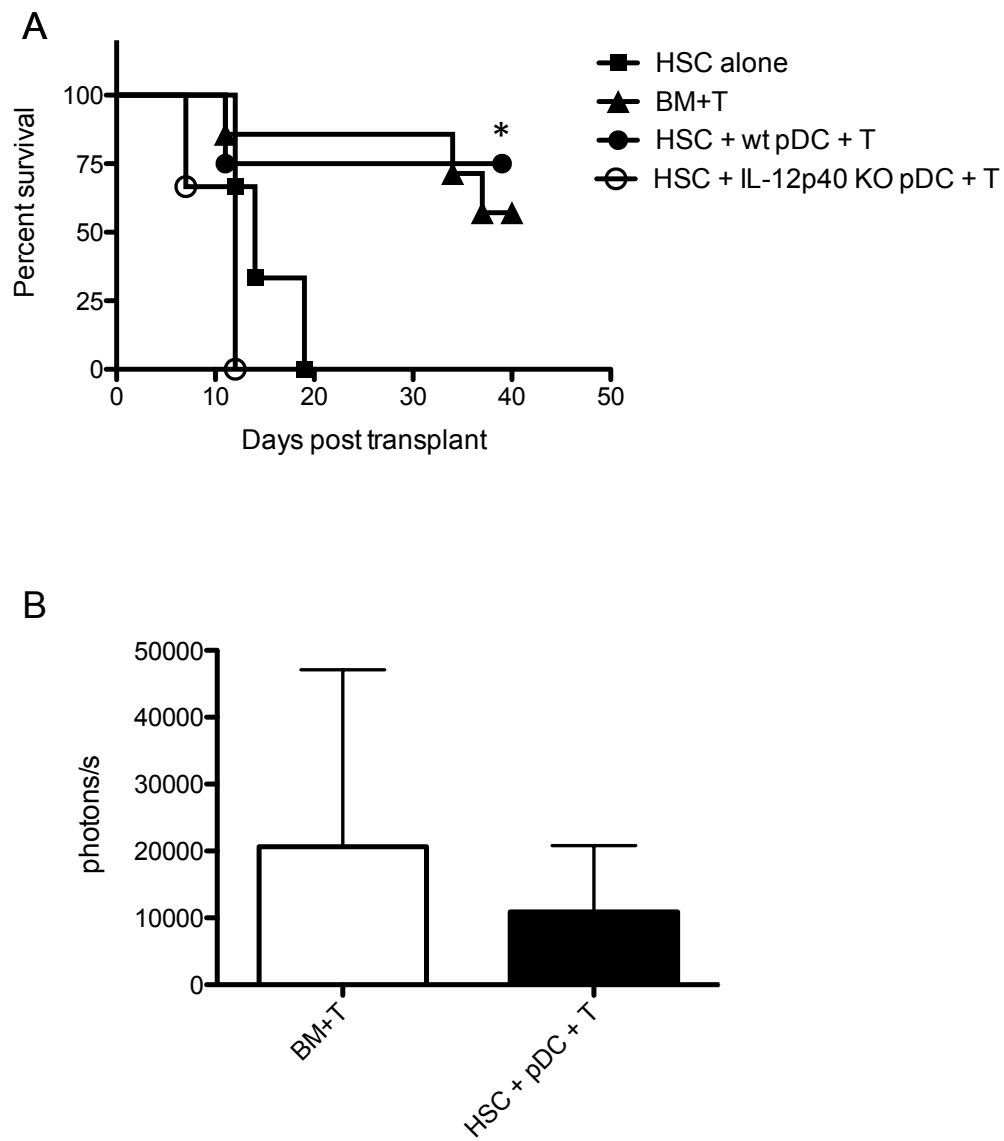 A
HSC alone
BM+T
HSC + wt pDC + T
HSC + IL-12p40 KO pDC + T
*
Percent survival
100
75
50
25
0
0 10 20 30 40 50
Days post transplant
B
photons/s
50000
40000
30000
20000
10000
0
BM+T
HSC + pDC + T